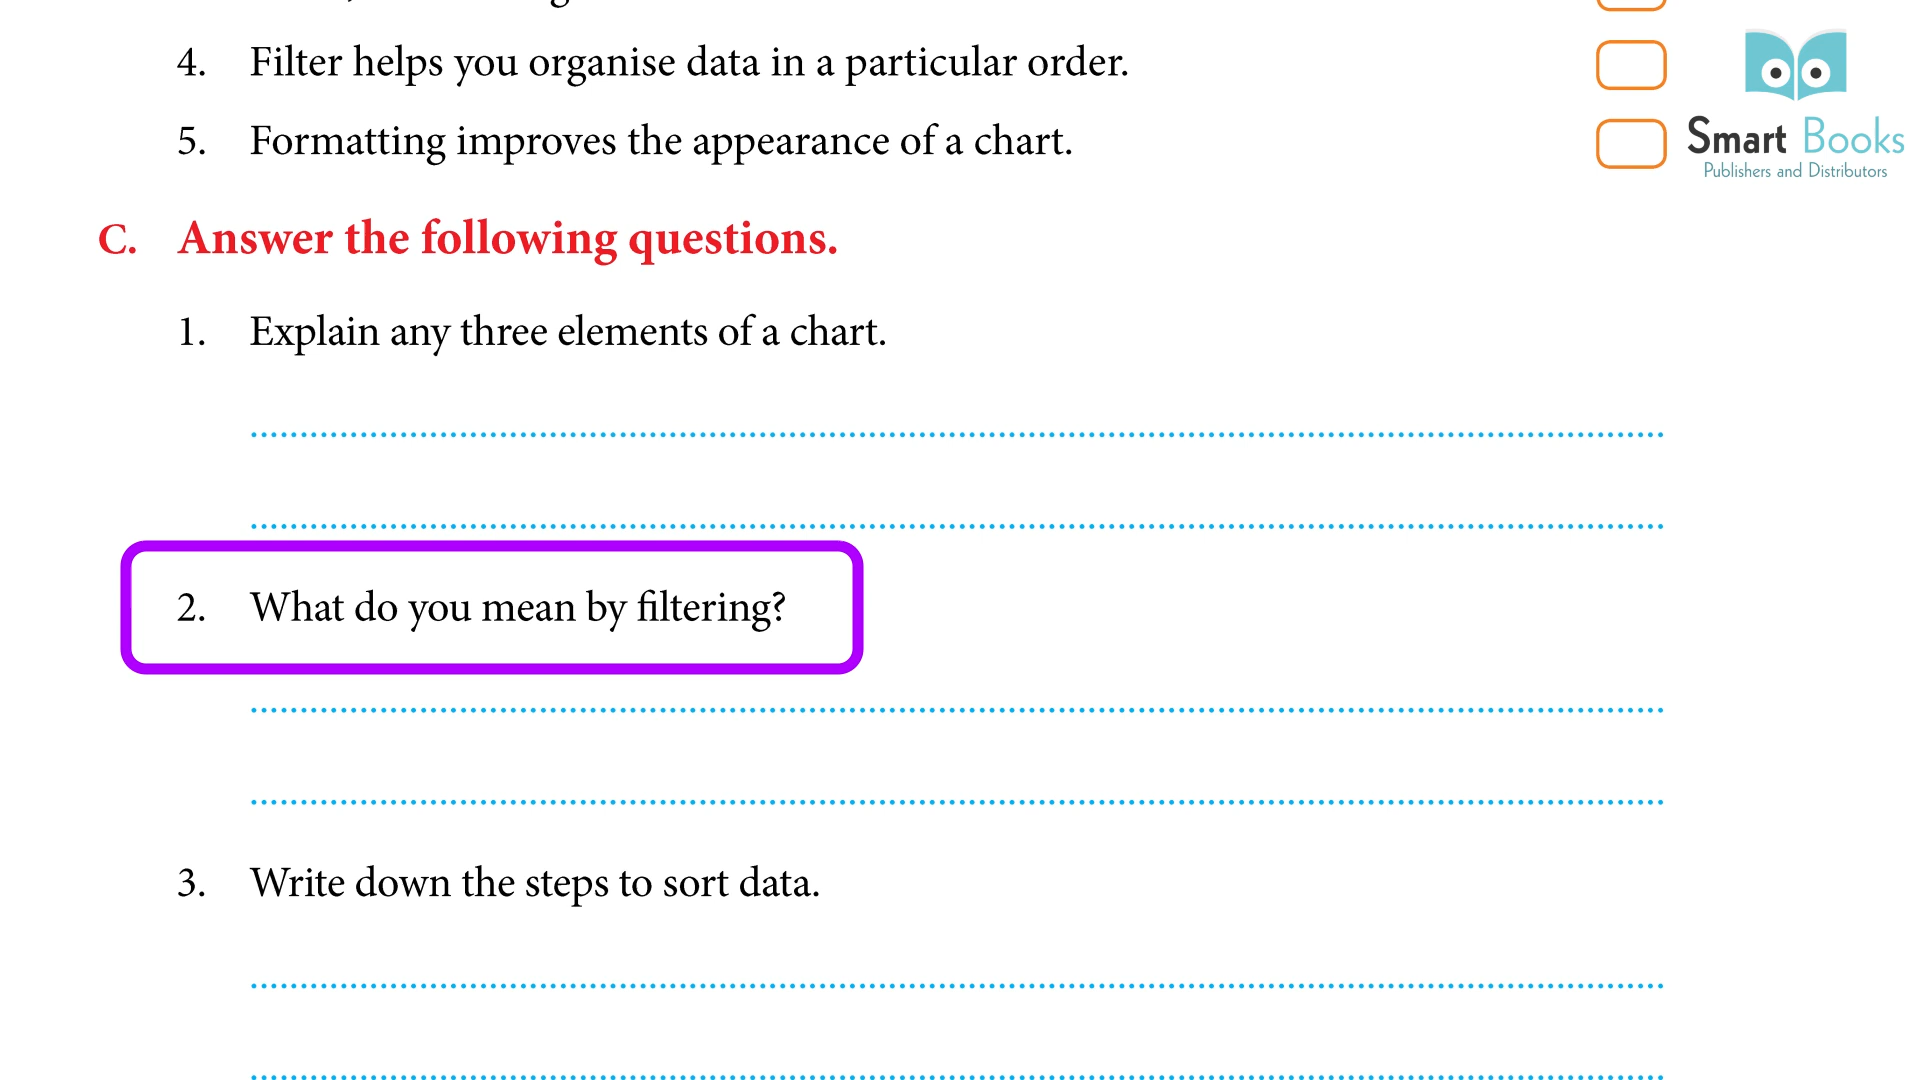 4. Filter helps you organise data in a particular order.
5. Formatting improves the appearance of a chart.
Smart Books
Publishers and Distributors
C. Answer the following questions.
1. Explain any three elements of a chart.
2. What do you mean by filtering?
3. Write down the steps to sort data.